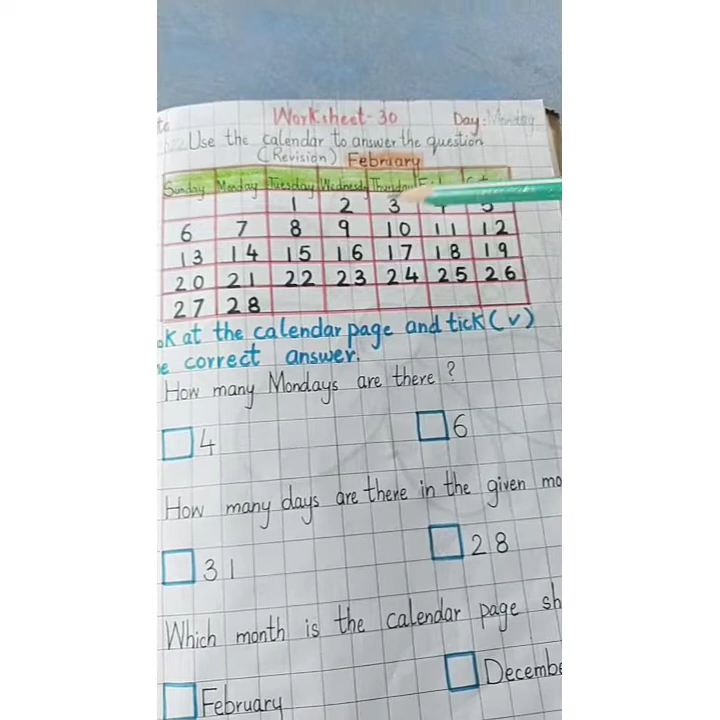 Worksheet-30 Day: Monday
Use the calendar to answer the question
(Revision) February
Sunday Monday Tuesday Wednesday Thursday
1 2 3 4 5
6 7 8 9 10 11 12
13 14 15 16 17 18 19
20 21 22 23 24 25 26
27 28
ok at the calendar page and tick (✓)
e correct answer.
How many Mondays are there?
4 6
How many days are there in the given mo
31 28
Which month is the calendar page sh
February Decembe